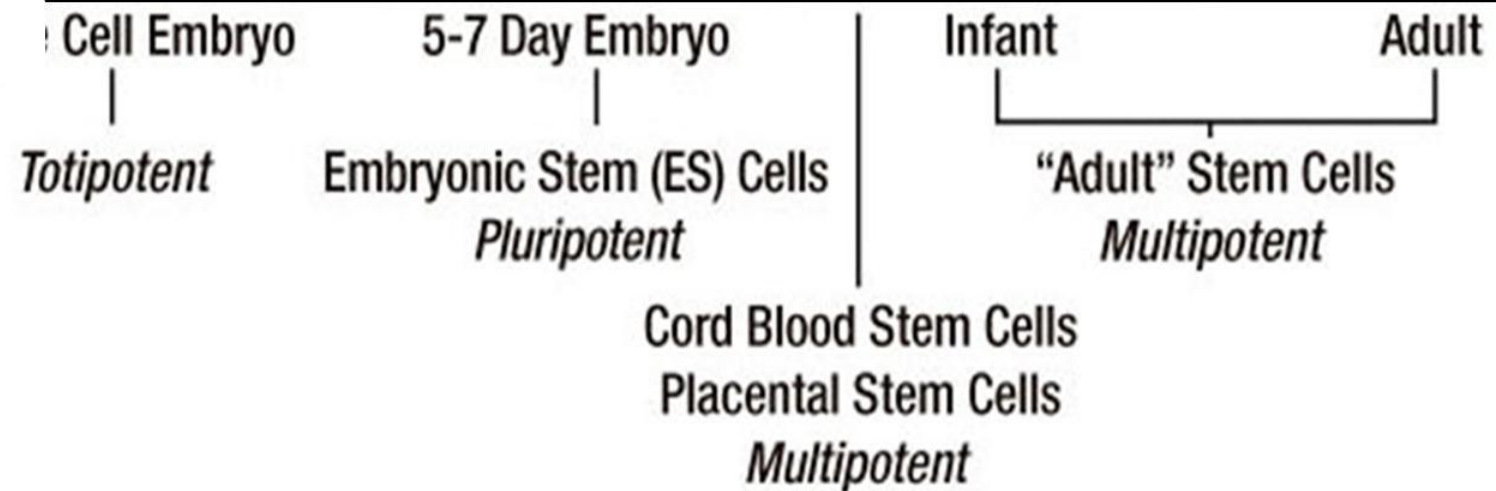 Cell Embryo 5-7 Day Embryo Infant Adult
Totipotent Embryonic Stem (ES) Cells “Adult” Stem Cells
Pluripotent Multipotent
Cord Blood Stem Cells
Placental Stem Cells
Multipotent